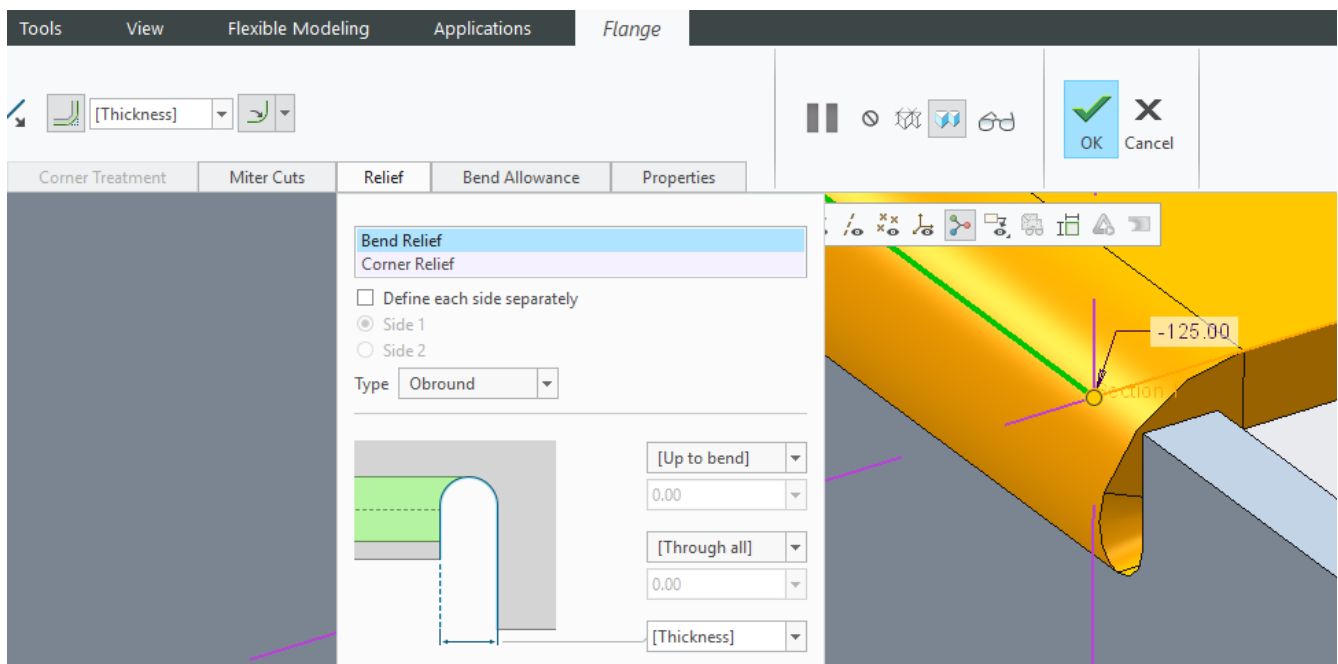 Tools View Flexible Modeling Applications Flange
[Thickness]
OK Cancel
Corner Treatment Miter Cuts Relief Bend Allowance Properties
Bend Relief
Corner Relief
Define each side separately
Side 1
Side 2
Type Obround
[Up to bend]
0.00
[Through all]
0.00
[Thickness]
-125.00
Section 1